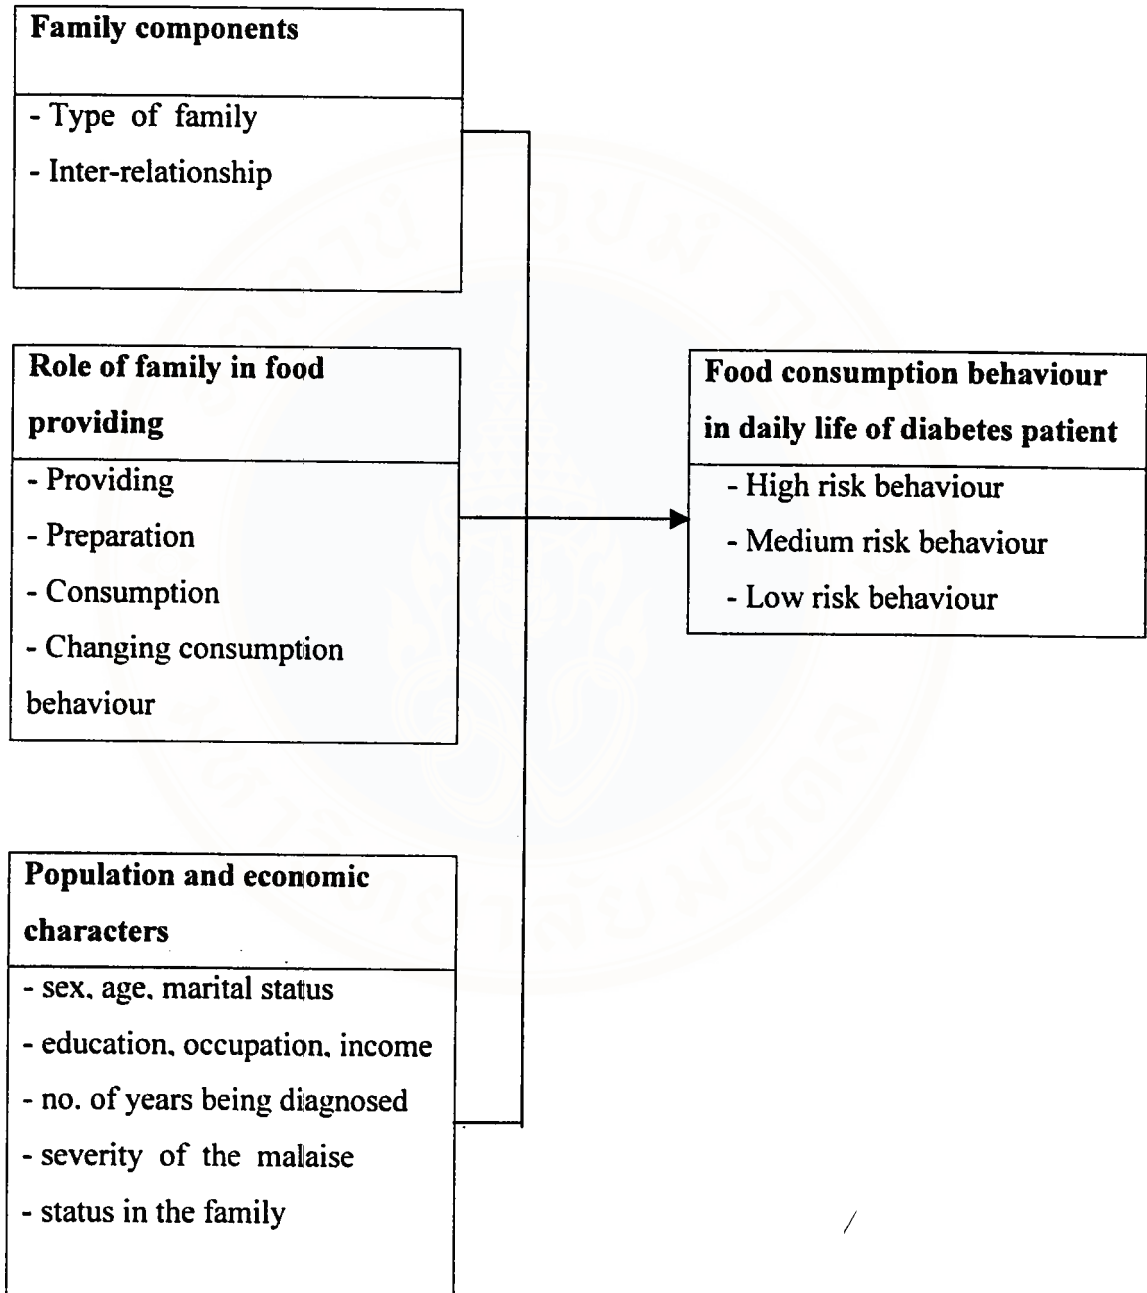 Family components
- Type of family
- Inter-relationship
Role of family in food
providing
- Providing
- Preparation
- Consumption
- Changing consumption
behaviour
Food consumption behaviour
in daily life of diabetes patient
- High risk behaviour
- Medium risk behaviour
- Low risk behaviour
Population and economic
characters
- sex, age, marital status
- education, occupation, income
- no. of years being diagnosed
- severity of the malaise
- status in the family